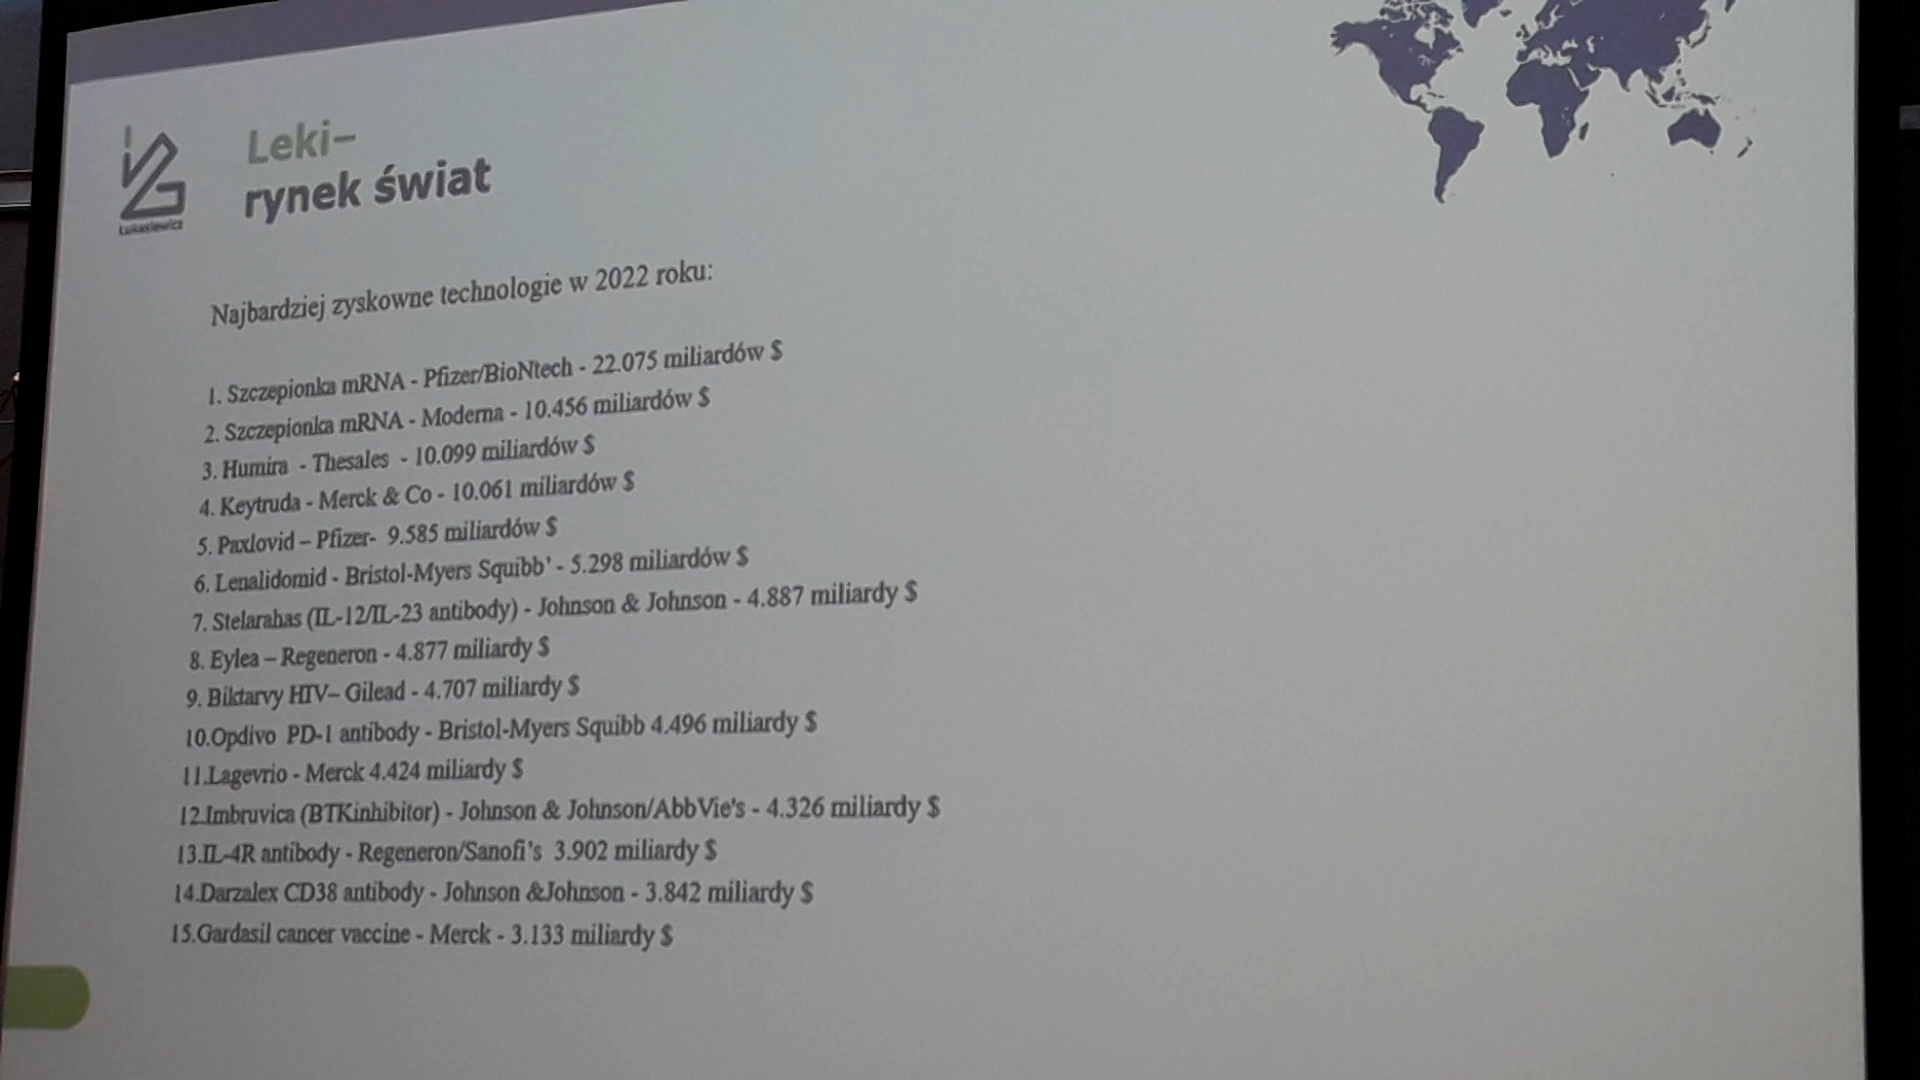 Łukasiewicz
Leki–
rynek świat
Najbardziej zyskowne technologie w 2022 roku:
1. Szczepionka mRNA - Pfizer/BioNtech - 22.075 miliardów $
2. Szczepionka mRNA - Moderna - 10.456 miliardów $
3. Humira - Thesales - 10.099 miliardów $
4. Keytruda - Merck & Co - 10.061 miliardów $
5. Paxlovid – Pfizer- 9.585 miliardów $
6. Lenalidomid - Bristol-Myers Squibb' - 5.298 miliardów $
7. Stelarahas (IL-12/IL-23 antibody) - Johnson & Johnson - 4.887 miliardy $
8. Eylea – Regeneron - 4.877 miliardy $
9. Biktarvy HIV– Gilead - 4.707 miliardy $
10.Opdivo PD-1 antibody - Bristol-Myers Squibb 4.496 miliardy $
11.Lagevrio - Merck 4.424 miliardy $
12.Imbruvica (BTKinhibitor) - Johnson & Johnson/AbbVie's - 4.326 miliardy $
13.IL-4R antibody - Regeneron/Sanofi's 3.902 miliardy $
14.Darzalex CD38 antibody - Johnson &Johnson - 3.842 miliardy $
15.Gardasil cancer vaccine - Merck - 3.133 miliardy $